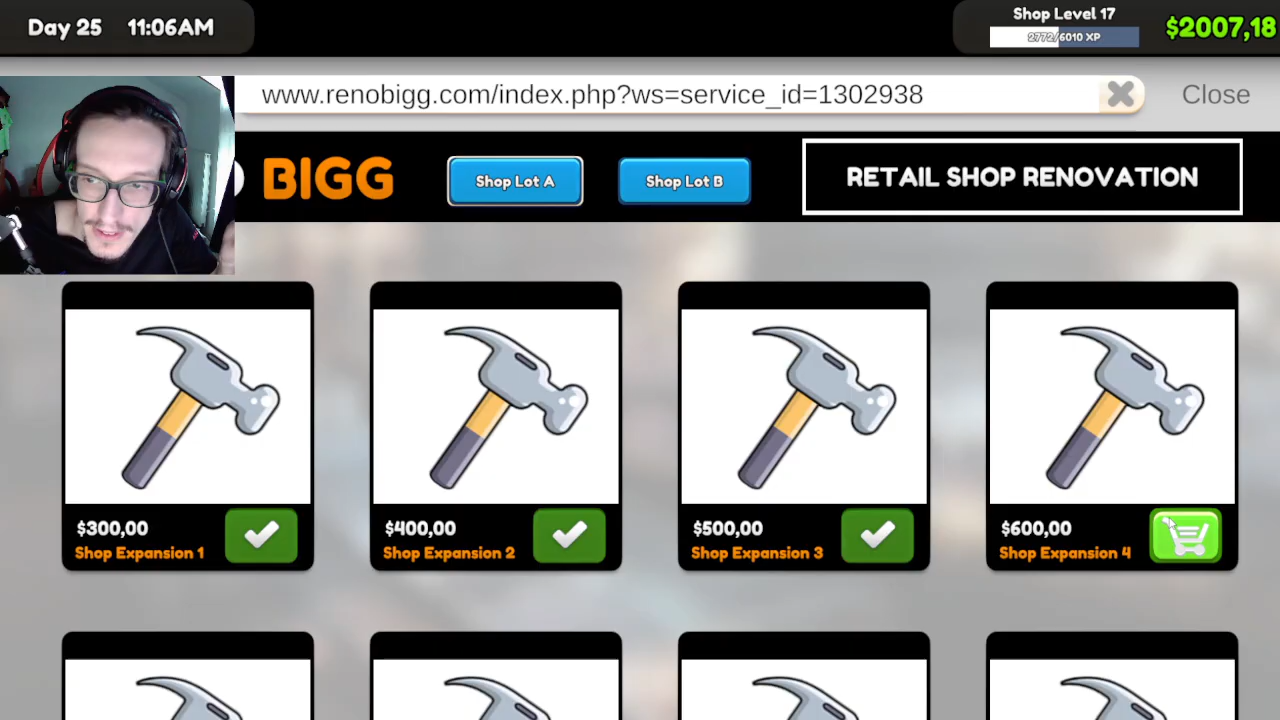 Day 25 11:06AM
Shop Level 17
2772/6010 XP
$2007,18
www.renobigg.com/index.php?ws=service_id=1302938
Close
BIGG
Shop Lot A
Shop Lot B
RETAIL SHOP RENOVATION
$300,00
Shop Expansion 1
$400,00
Shop Expansion 2
$500,00
Shop Expansion 3
$600,00
Shop Expansion 4